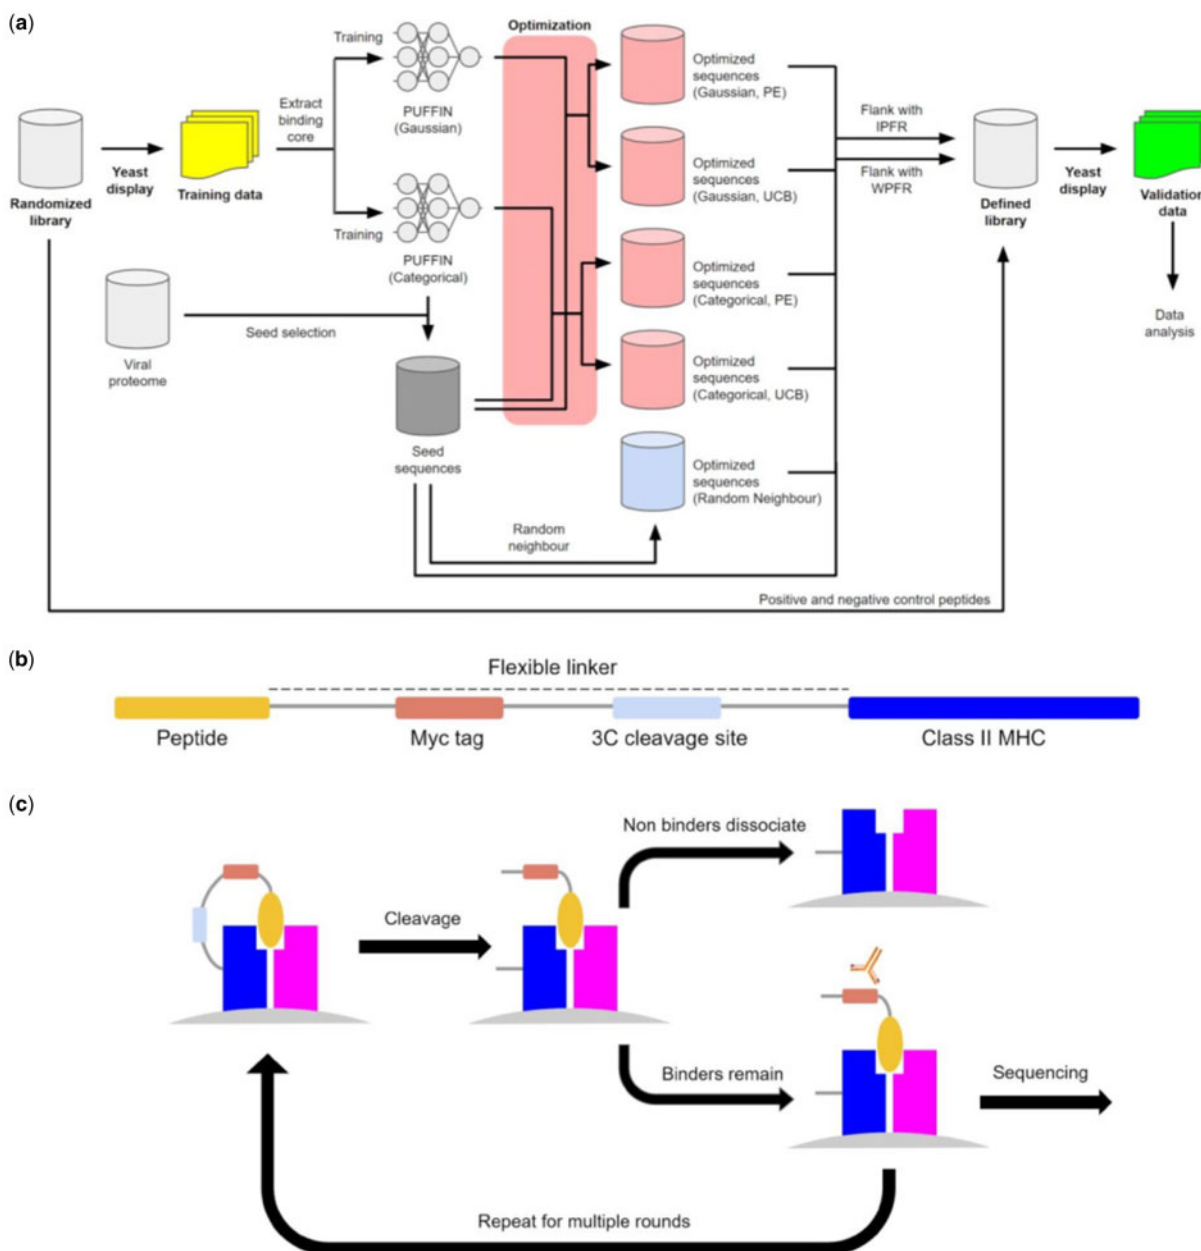 (a)
Optimization
Training
Extract
binding
core
PUFFIN
(Gaussian)
Optimized
sequences
(Gaussian, PE)
Flank with
IPFR
Yeast
display
Training data
Randomized
library
Optimized
sequences
(Gaussian, UCB)
Flank with
WPFR
Defined
library
Yeast
display
Validation
data
Training
PUFFIN
(Categorical)
Optimized
sequences
(Categorical, PE)
Seed selection
Viral
proteome
Data
analysis
Optimized
sequences
(Categorical, UCB)
Seed
sequences
Optimized
sequences
(Random Neighbour)
Random
neighbour
Positive and negative control peptides
(b)
Flexible linker
Peptide
Myc tag
3C cleavage site
Class II MHC
(c)
Non binders dissociate
Cleavage
Binders remain
Sequencing
Repeat for multiple rounds